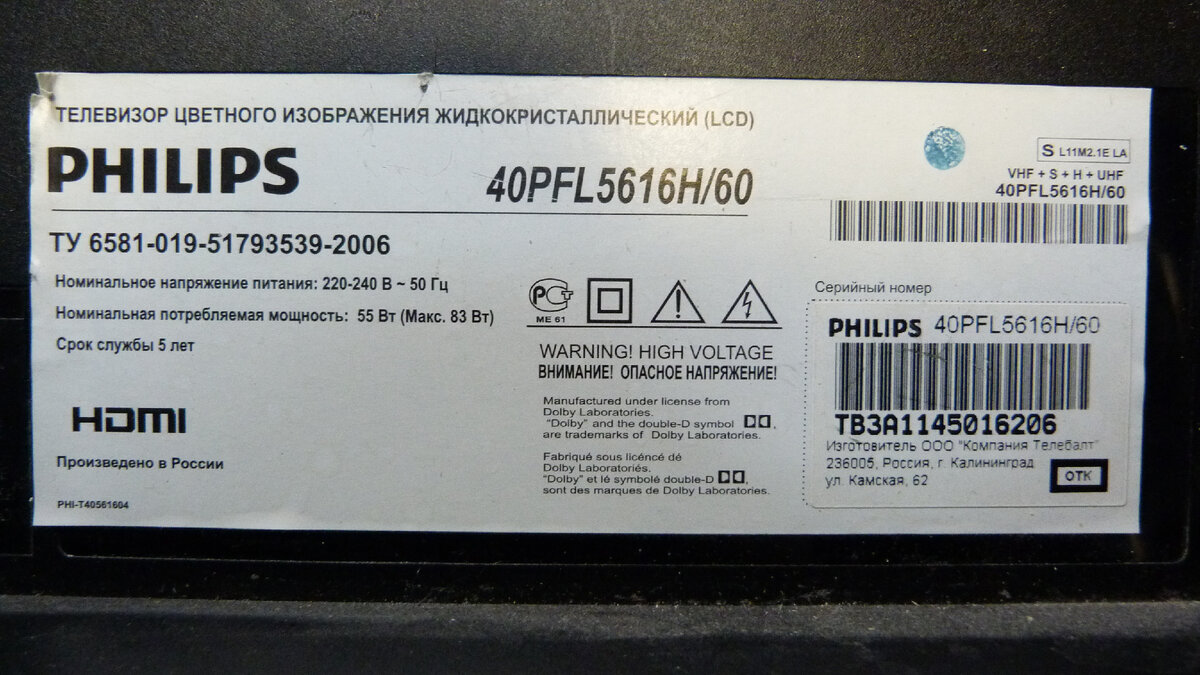 ТЕЛЕВИЗОР ЦВЕТНОГО ИЗОБРАЖЕНИЯ ЖИДКОКРИСТАЛЛИЧЕСКИЙ (LCD)
PHILIPS
40PFL5616H/60
ТУ 6581-019-51793539-2006
Номинальное напряжение питания: 220-240 В ~ 50 Гц
Номинальная потребляемая мощность: 55 Вт (Макс. 83 Вт)
Срок службы 5 лет
HDMI
Произведено в России
PHI-T40561604
РСТ
ME 61
WARNING! HIGH VOLTAGE
ВНИМАНИЕ! ОПАСНОЕ НАПРЯЖЕНИЕ!
Manufactured under license from
Dolby Laboratories.
"Dolby" and the double-D symbol
are trademarks of Dolby Laboratories.
Fabriqué sous licéncé dé
Dolby Laboratoriés.
"Dolby" et lé symbolé double-D
sont des marques de Dolby Laboratories.
S L11M2.1E LA
VHF + S + H + UHF
40PFL5616H/60
Серийный номер
PHILIPS 40PFL5616H/60
TB3A1145016206
Изготовитель ООО "Компания Телебалт"
236005, Россия, г. Калининград
ул. Камская, 62
ОТК